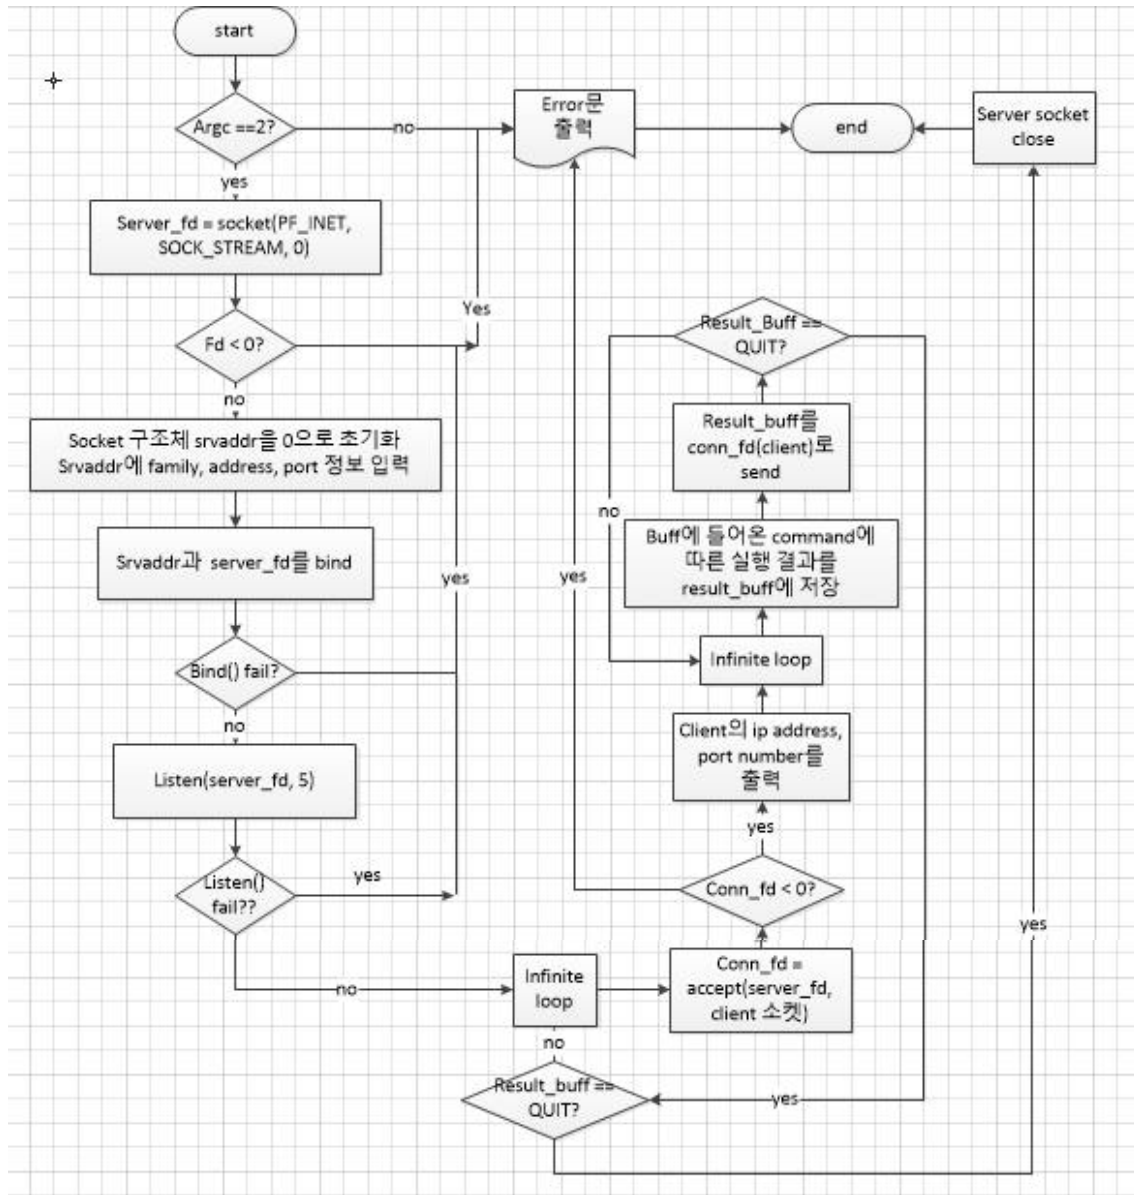 start
Argc ==2?
no
Error문
출력
end
Server socket
close
yes
Server_fd = socket(PF_INET,
SOCK_STREAM, 0)
Yes
Fd < 0?
no
Socket 구조체 srvaddr을 0으로 초기화
Srvaddr에 family, address, port 정보 입력
Srvaddr과 server_fd를 bind
yes
Bind() fail?
no
Listen(server_fd, 5)
Listen()
fail??
yes
no
Infinite
loop
Conn_fd =
accept(server_fd,
client 소켓)
Conn_fd < 0?
yes
yes
Client의 ip address,
port number를
출력
Infinite loop
Buff에 들어온 command에
따른 실행 결과를
result_buff에 저장
Result_buff를
conn_fd(client)로
send
Result_Buff ==
QUIT?
no
yes
Result_buff ==
QUIT?
no
yes